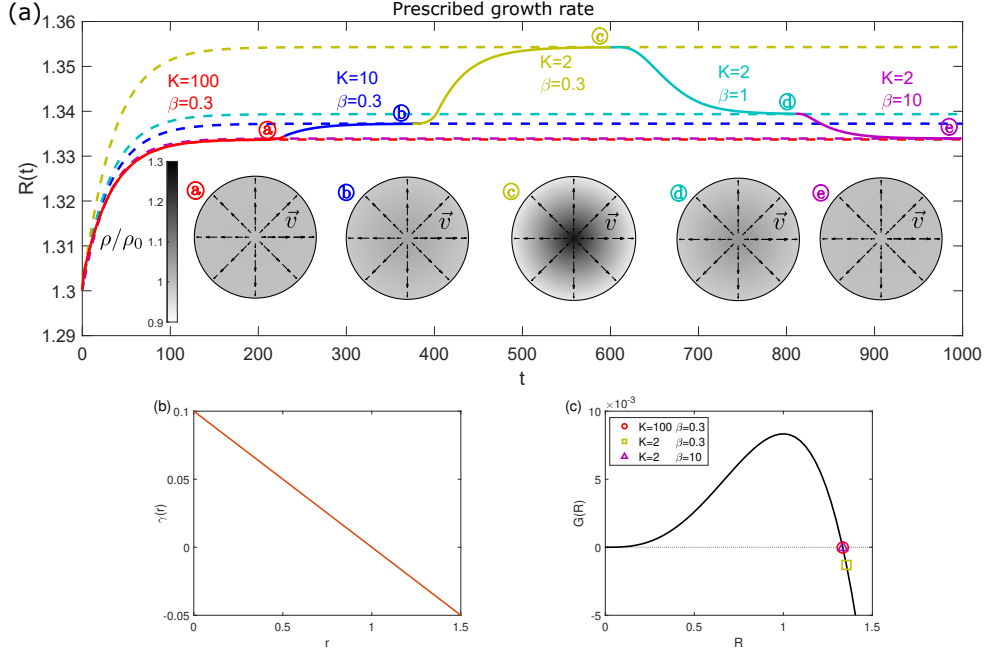 (a)
Prescribed growth rate
1.36
1.35
1.34
1.33
1.32
1.31
1.3
1.29
R(t)
K=100
β=0.3
K=10
β=0.3
K=2
β=0.3
K=2
β=1
K=2
β=10
a
b
c
d
e
ρ/ρ₀
1.3
1.2
1.1
1
0.9
a
v⃗
b
v⃗
c
v⃗
d
v⃗
e
v⃗
0
100
200
300
400
500
600
700
800
900
1000
t
(b)
0.1
0.05
0
-0.05
γ(r)
0
0.5
1
1.5
r
(c)
×10⁻³
10
5
0
-5
G(R)
K=100 β=0.3
K=2 β=0.3
K=2 β=10
0
0.5
1
1.5
R